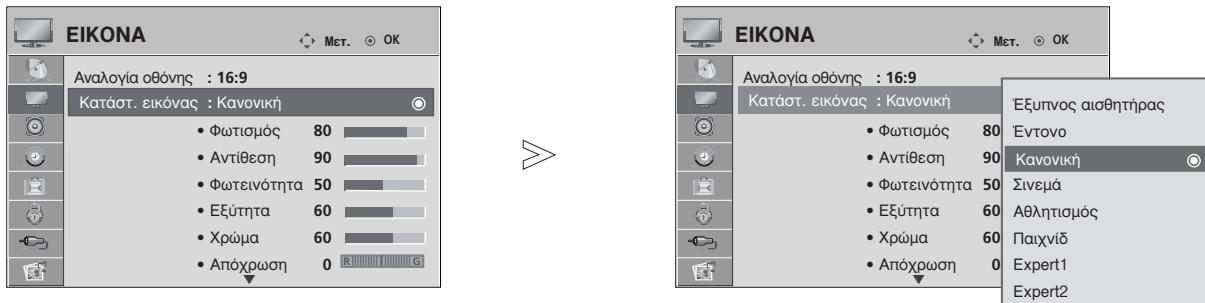 ΕΙΚΟΝΑ Μετ. OK
Αναλογία οθόνης : 16:9
Κατάστ. εικόνας : Κανονική
• Φωτισμός 80
• Αντίθεση 90
• Φωτεινότητα 50
• Εξύτητα 60
• Χρώμα 60
• Απόχρωση 0 R G
ΕΙΚΟΝΑ Μετ. OK
Αναλογία οθόνης : 16:9
Κατάστ. εικόνας : Κανονική
• Φωτισμός 80
• Αντίθεση 90
• Φωτεινότητα 50
• Εξύτητα 60
• Χρώμα 60
• Απόχρωση 0
Έξυπνος αισθητήρας
Έντονο
Κανονική
Σινεμά
Αθλητισμός
Παιχνίδ
Expert1
Expert2